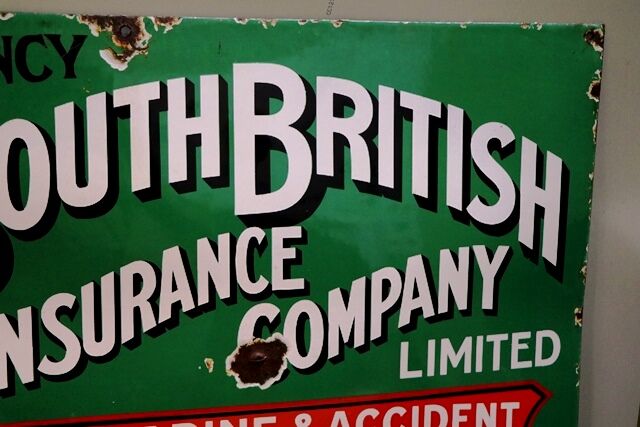 NCY
OUTH BRITISH
NSURANCE COMPANY
LIMITED
RINE & ACCIDENT